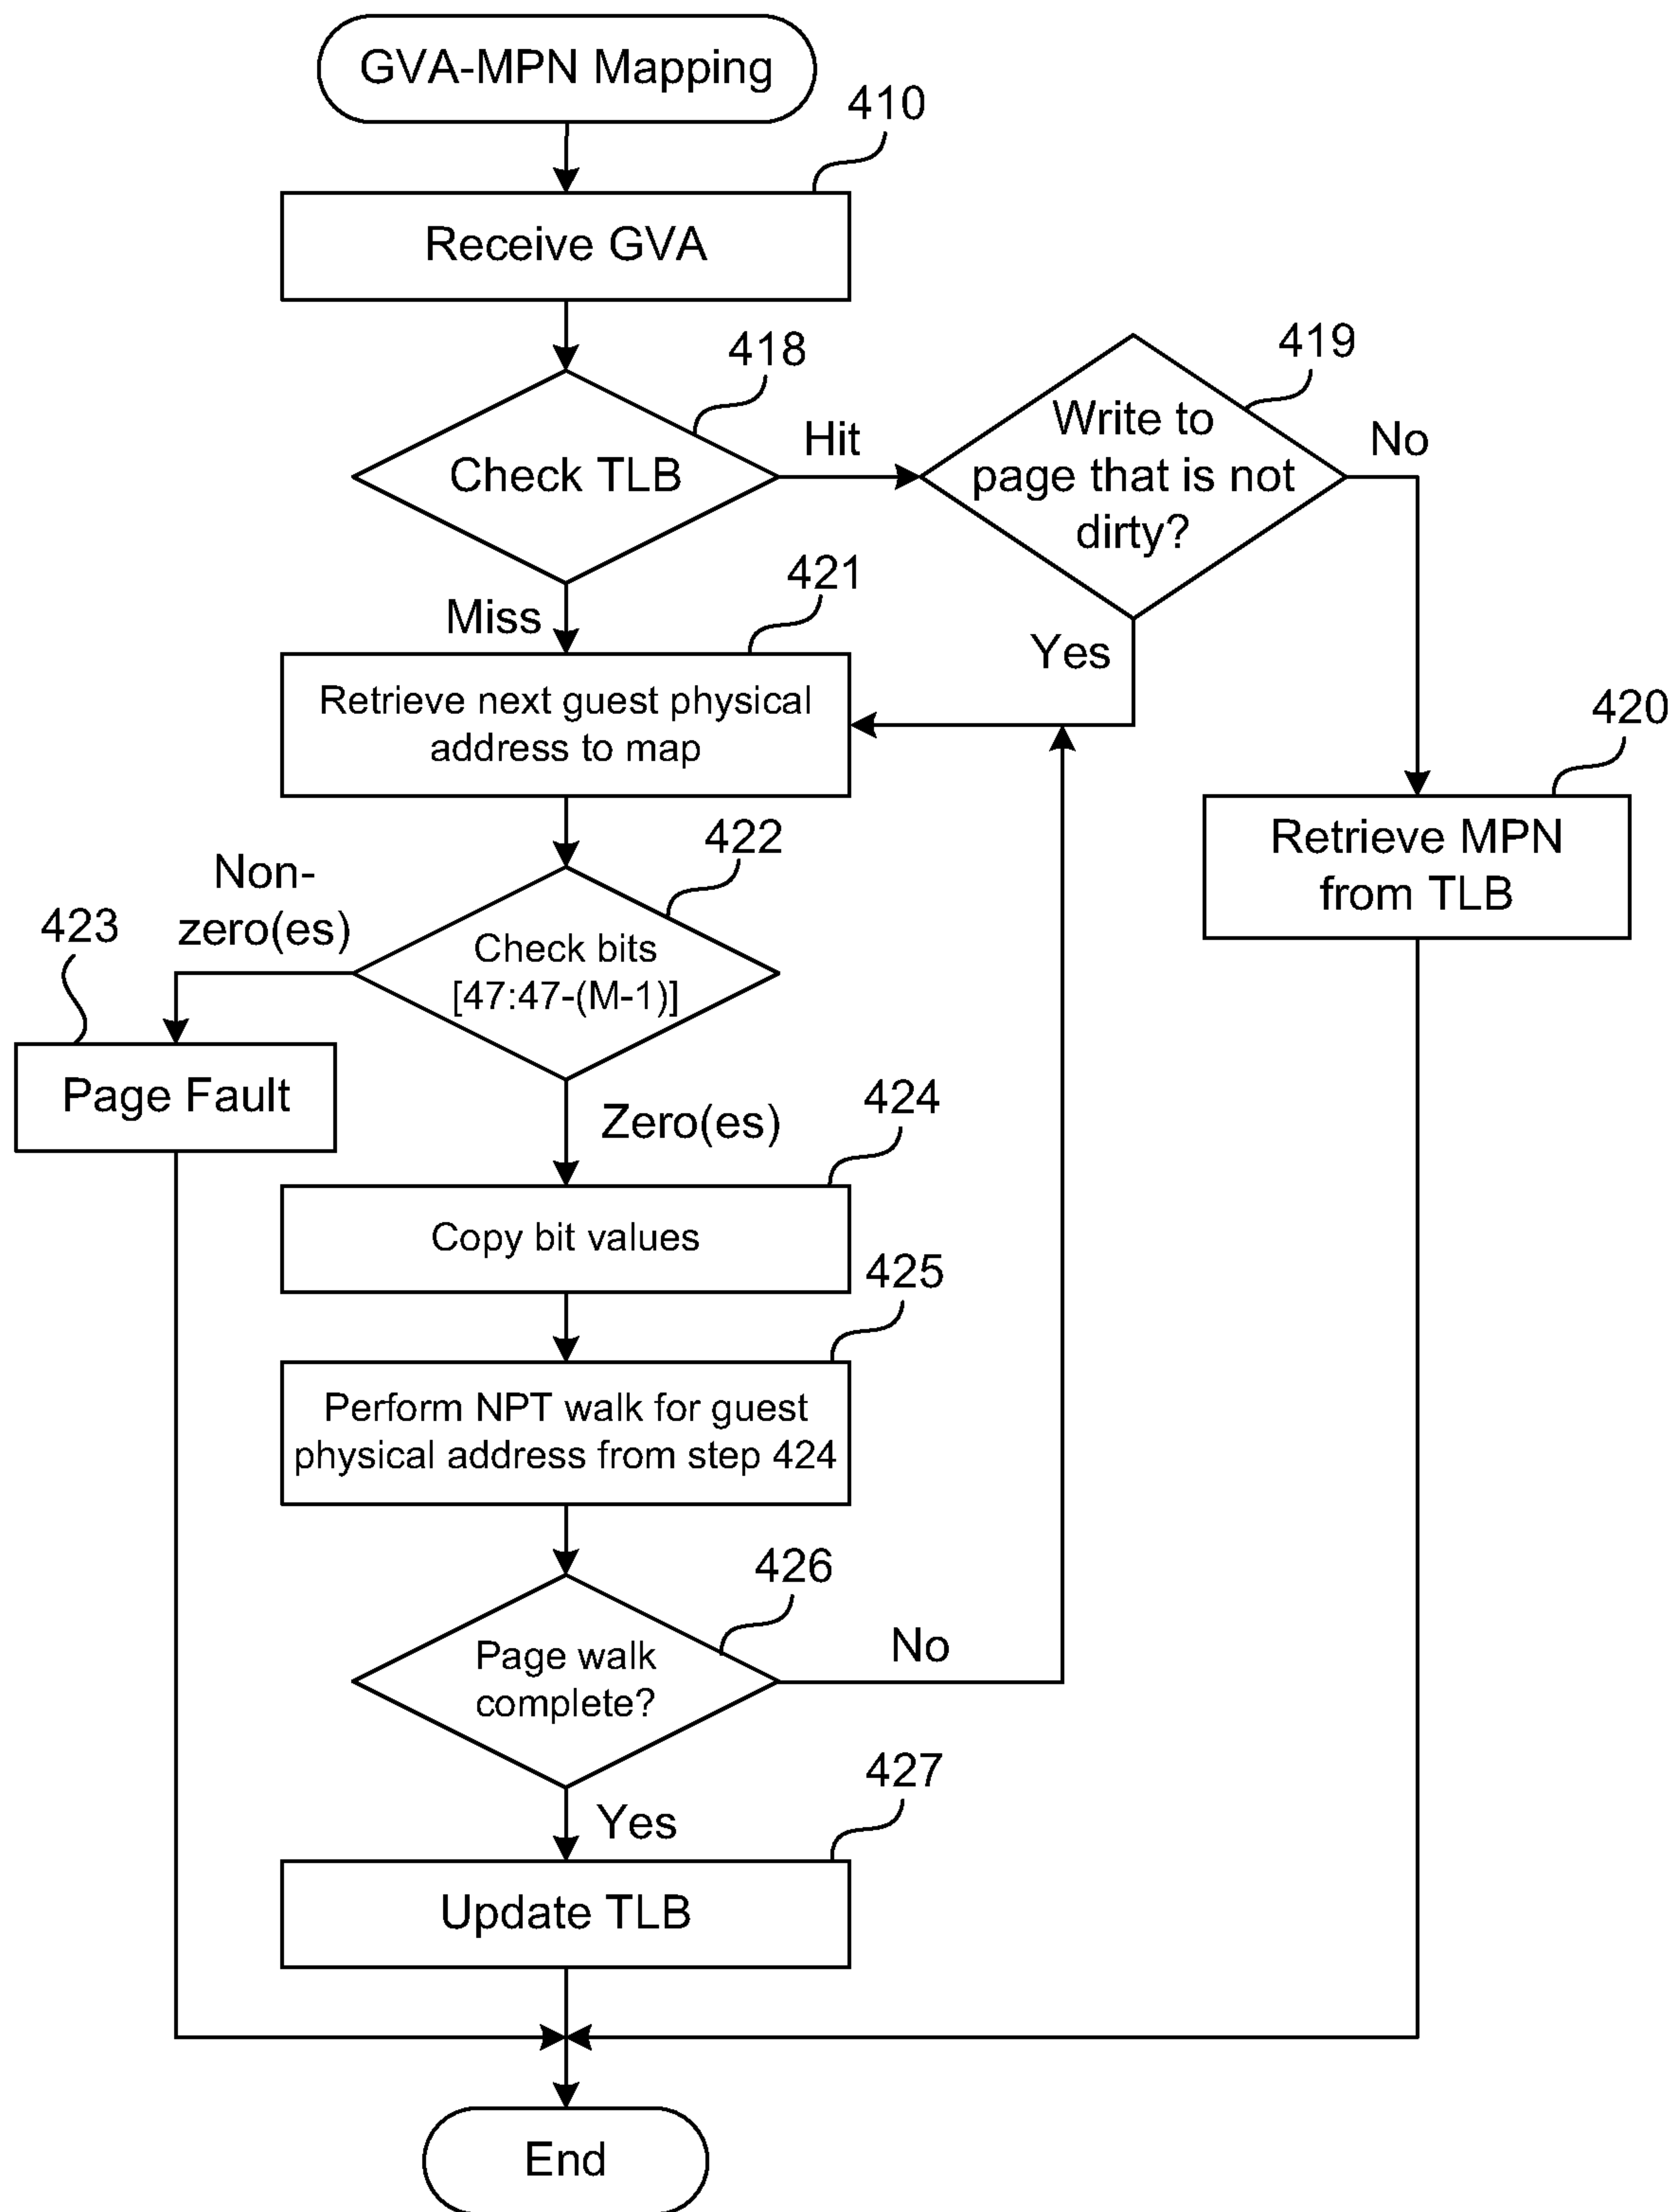 GVA-MPN Mapping
410
Receive GVA
418
Check TLB
Hit
419
Write to
page that is not
dirty?
No
Miss
421
Yes
Retrieve next guest physical
address to map
420
Retrieve MPN
from TLB
422
Non-
zero(es)
423
Check bits
[47:47-(M-1)]
Page Fault
Zero(es)
424
Copy bit values
425
Perform NPT walk for guest
physical address from step 424
426
Page walk
complete?
No
Yes
427
Update TLB
End